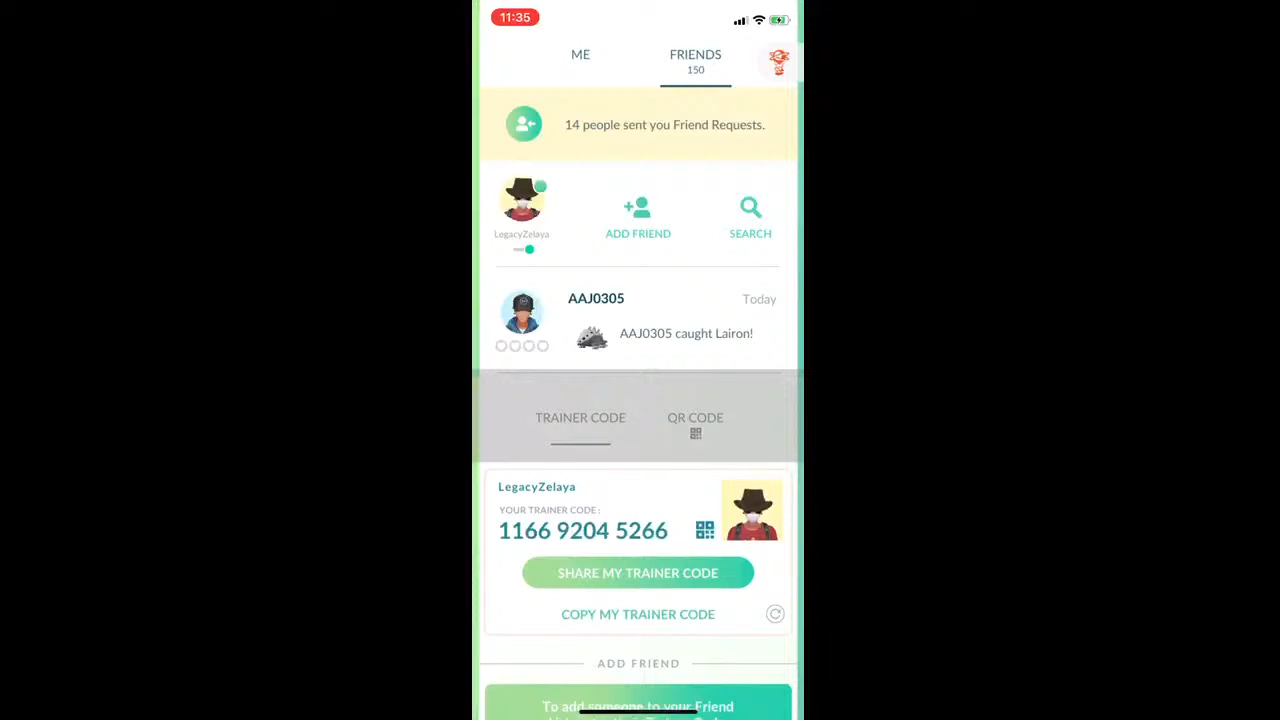 11:35
ME
FRIENDS
150
14 people sent you Friend Requests.
LegacyZelaya
ADD FRIEND
SEARCH
AAJ0305
Today
AAJ0305 caught Lairon!
TRAINER CODE
QR CODE
LegacyZelaya
YOUR TRAINER CODE :
1166 9204 5266
SHARE MY TRAINER CODE
COPY MY TRAINER CODE
ADD FRIEND
To add someone to your Friend